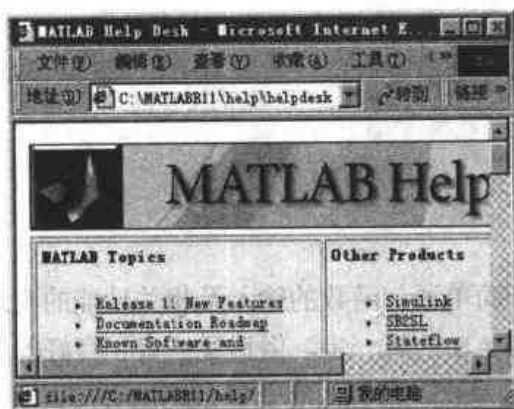 MATLAB Help Desk - Microsoft Internet E...
文件(F) 编辑(E) 查看(V) 收藏(A) 工具(T) »
地址(D) C:\MATLABR11\help\helpdesk 转到 链接 »
MATLAB Help
MATLAB Topics
Release 11 New Features
Documentation Roadmap
Known Software and
Other Products
Simulink
SB2SL
Stateflow
file:///C:/MATLABR11/help/ 我的电脑